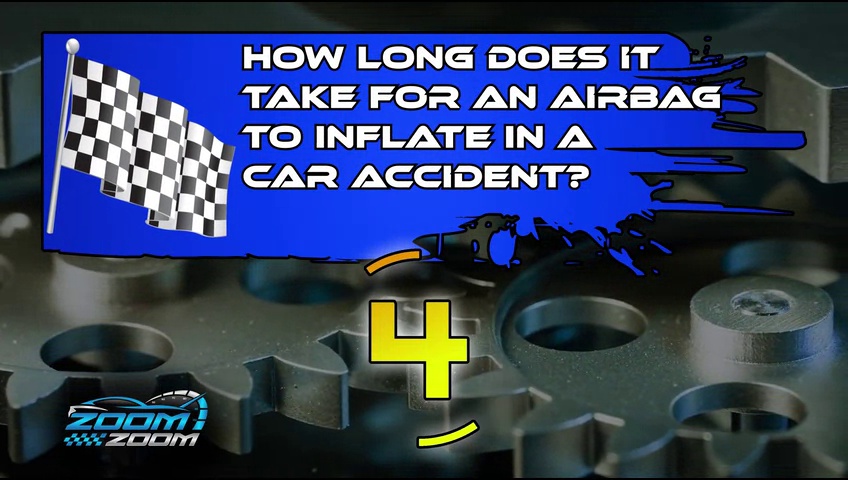 HOW LONG DOES IT
TAKE FOR AN AIRBAG
TO INFLATE IN A
CAR ACCIDENT?
4
ZOOM
ZOOM